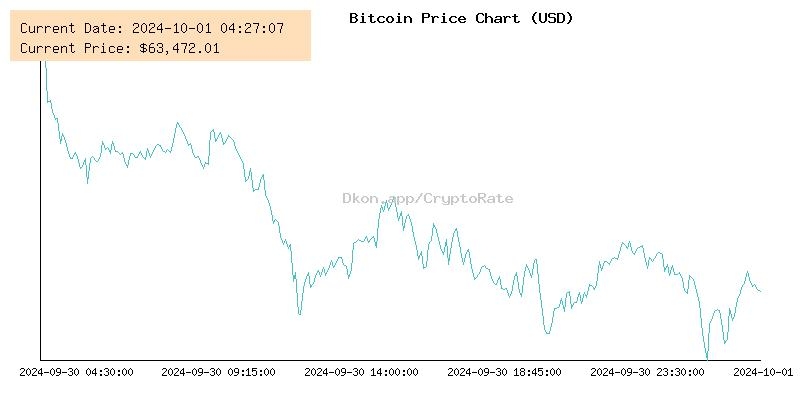 Bitcoin Price Chart (USD)
Current Date: 2024-10-01 04:27:07
Current Price: $63,472.01
Dkon.app/CryptoRate
2024-09-30 04:30:00 2024-09-30 09:15:00 2024-09-30 14:00:00 2024-09-30 18:45:00 2024-09-30 23:30:00 2024-10-01